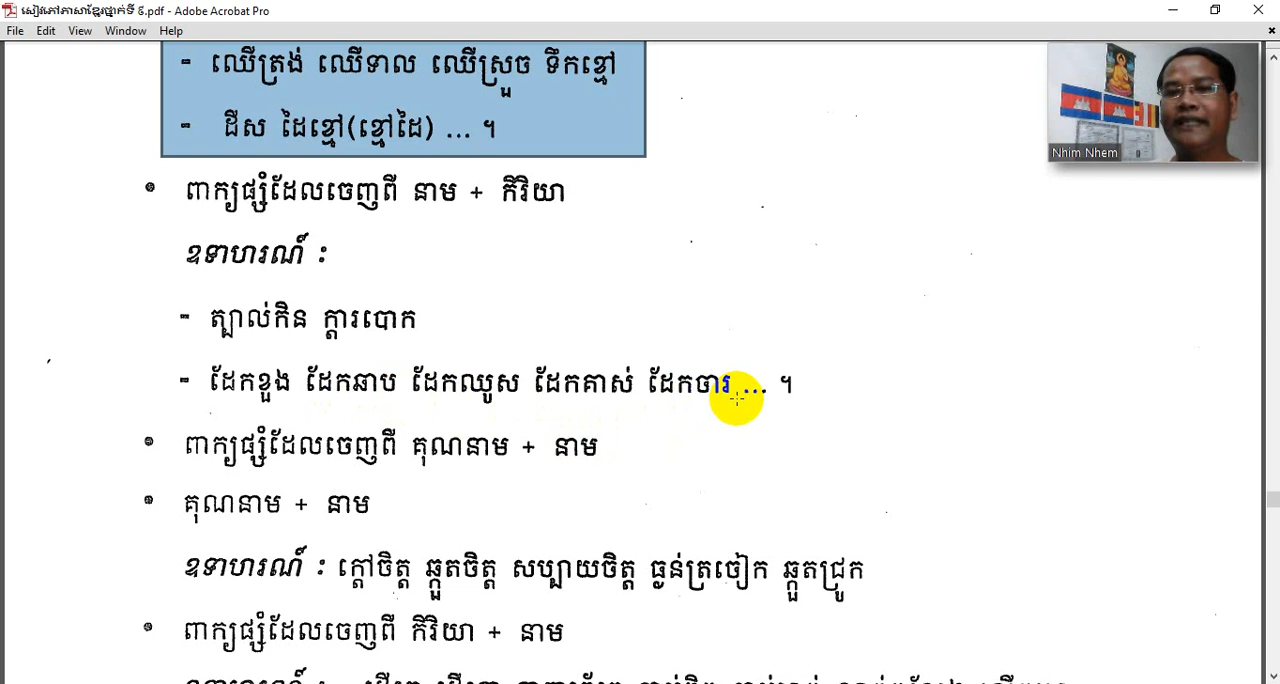 សៀវភៅភាសាខ្មែរថ្នាក់ទី ៩.pdf - Adobe Acrobat Pro
File Edit View Window Help
- ឈើត្រង់ ឈើទាល ឈើស្រួច ទឹកខ្មៅ
- ដីស ដៃខ្មៅ(ខ្មៅដៃ) ... ។
Nhim Nhem
• ពាក្យផ្សំដែលចេញពី នាម + កិរិយា
ឧទាហរណ៍ ៖
- ត្បាល់កិន ក្តារបោក
- ដែកខួង ដែកឆាប ដែកឈូស ដែកគាស់ ដែកចារ ... ។
• ពាក្យផ្សំដែលចេញពី គុណនាម + នាម
• គុណនាម + នាម
ឧទាហរណ៍ ៖ ក្តៅចិត្ត ឆ្កួតចិត្ត សប្បាយចិត្ត ធ្ងន់ត្រចៀក ឆ្កួតជ្រូក
• ពាក្យផ្សំដែលចេញពី កិរិយា + នាម